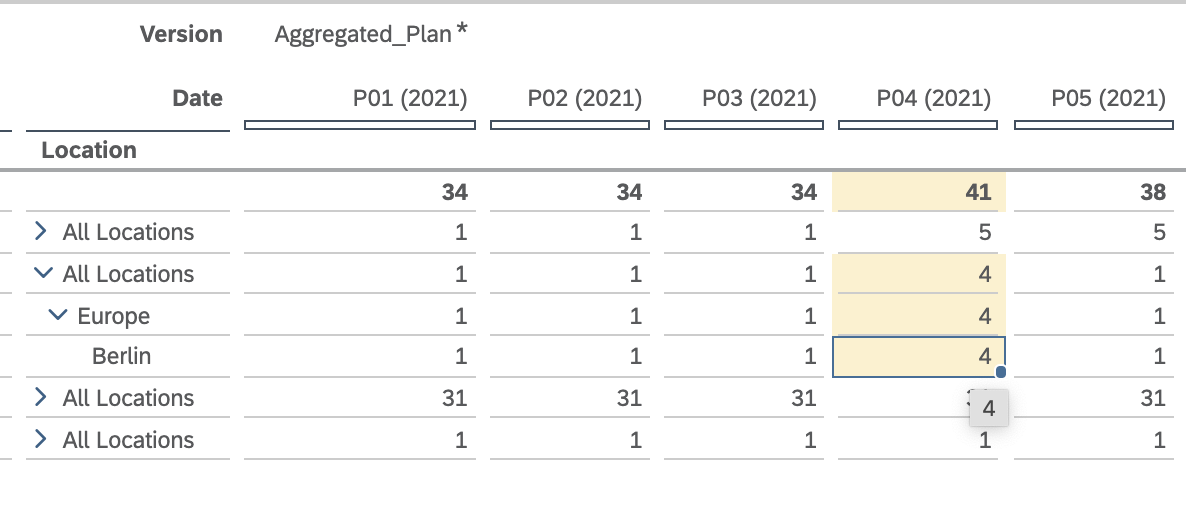 Version Aggregated_Plan*
Date P01 (2021) P02 (2021) P03 (2021) P04 (2021) P05 (2021)
Location
34 34 34 41 38
All Locations 1 1 1 5 5
All Locations 1 1 1 4 1
Europe 1 1 1 4 1
Berlin 1 1 1 4 1
All Locations 31 31 31 31
4
All Locations 1 1 1 1 1